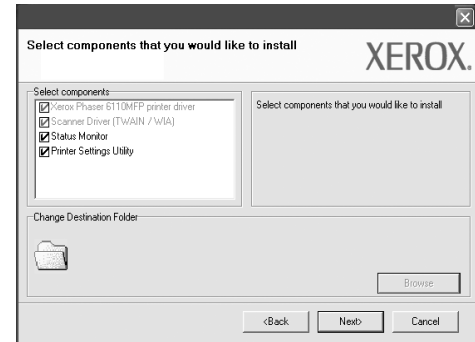 Select components that you would like to install
XEROX.
Select components
Xerox Phaser 6110MFP printer driver
Scanner Driver (TWAIN / WIA)
Status Monitor
Printer Settings Utility
Select components that you would like to install
Change Destination Folder
Browse
<Back
Next>
Cancel